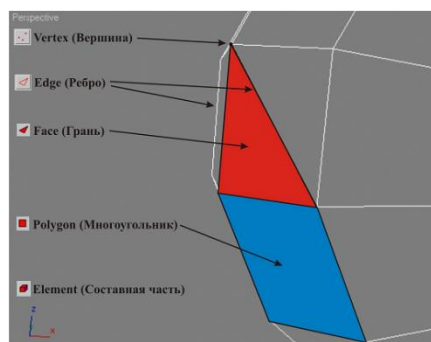 Perspective
Vertex (Вершина)
Edge (Ребро)
Face (Грань)
Polygon (Многоугольник)
Element (Составная часть)
z
x